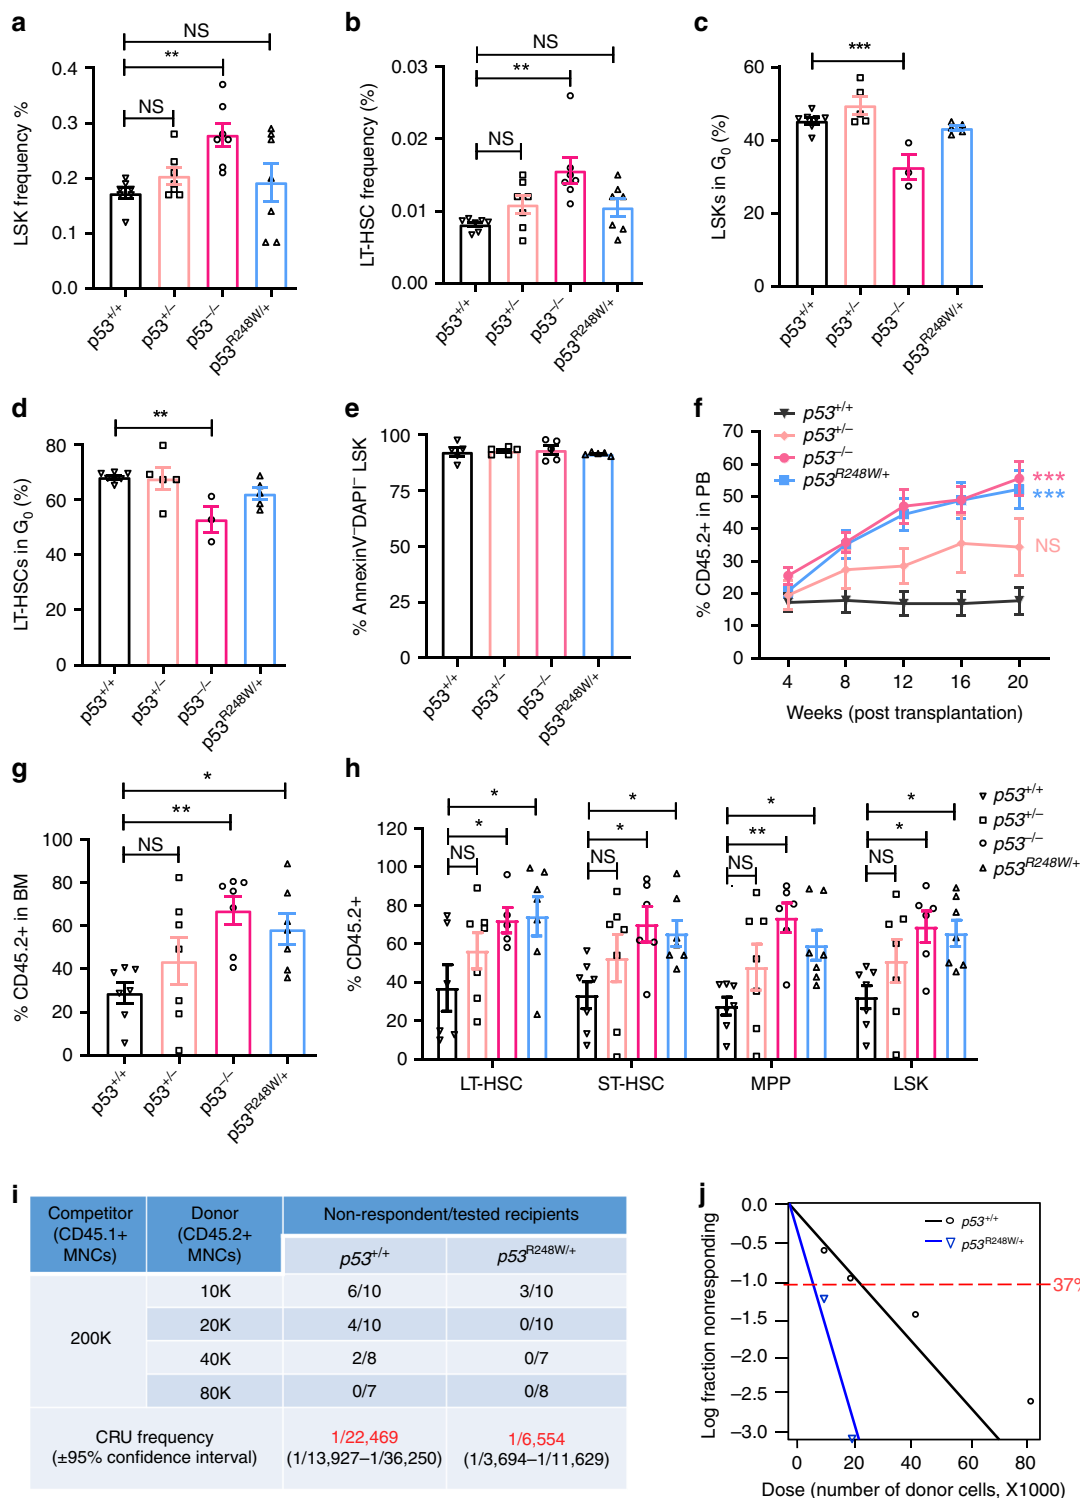 a
LSK frequency %
0.4
0.3
0.2
0.1
0.0
NS
**
NS
p53+/+
p53+/–
p53–/–
p53R248W/+
b
LT-HSC frequency (%)
0.03
0.02
0.01
0.00
NS
**
NS
p53+/+
p53+/–
p53–/–
p53R248W/+
c
LSKs in G0 (%)
60
40
20
0
***
p53+/+
p53+/–
p53–/–
p53R248W/+
d
LT-HSCs in G0 (%)
80
60
40
20
0
**
p53+/+
p53+/–
p53–/–
p53R248W/+
e
% AnnexinV–DAPI– LSK
100
75
50
25
0
p53+/+
p53+/–
p53–/–
p53R248W/+
f
p53+/+
p53+/–
p53–/–
p53R248W/+
% CD45.2+ in PB
70
60
50
40
30
20
10
0
***
***
NS
4 8 12 16 20
Weeks (post transplantation)
g
% CD45.2+ in BM
100
80
60
40
20
0
*
**
NS
p53+/+
p53+/–
p53–/–
p53R248W/+
h
% CD45.2+
120
100
80
60
40
20
0
*
*
NS
*
*
NS
*
**
NS
*
*
NS
LT-HSC ST-HSC MPP LSK
p53+/+
p53+/–
p53–/–
p53R248W/+
i
Competitor (CD45.1+ MNCs)
Donor (CD45.2+ MNCs)
Non-respondent/tested recipients
p53+/+ p53R248W/+
200K
10K 6/10 3/10
20K 4/10 0/10
40K 2/8 0/7
80K 0/7 0/8
CRU frequency (±95% confidence interval)
1/22,469 (1/13,927–1/36,250)
1/6,554 (1/3,694–1/11,629)
j
Log fraction nonresponding
0.0
–0.5
–1.0
–1.5
–2.0
–2.5
–3.0
p53+/+
p53R248W/+
37%
0 20 40 60 80
Dose (number of donor cells, X1000)